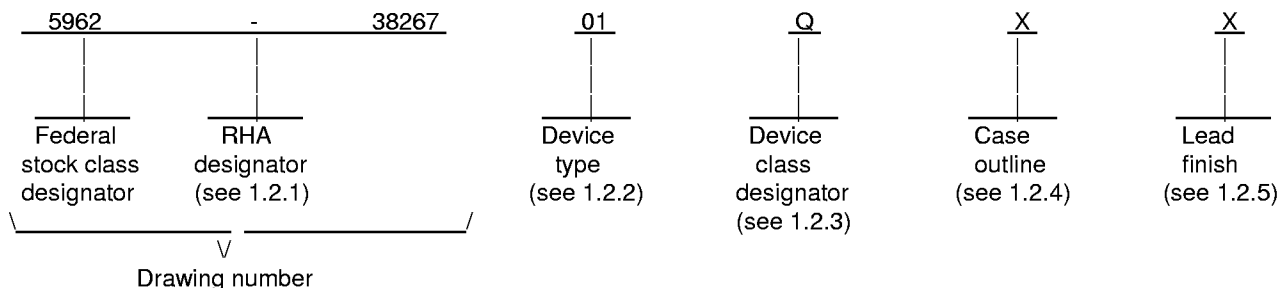 5962 - 38267 01 Q X X
Federal RHA Device Device Case Lead
stock class designator type class outline finish
designator (see 1.2.1) (see 1.2.2) designator (see 1.2.4) (see 1.2.5)
(see 1.2.3)
Drawing number